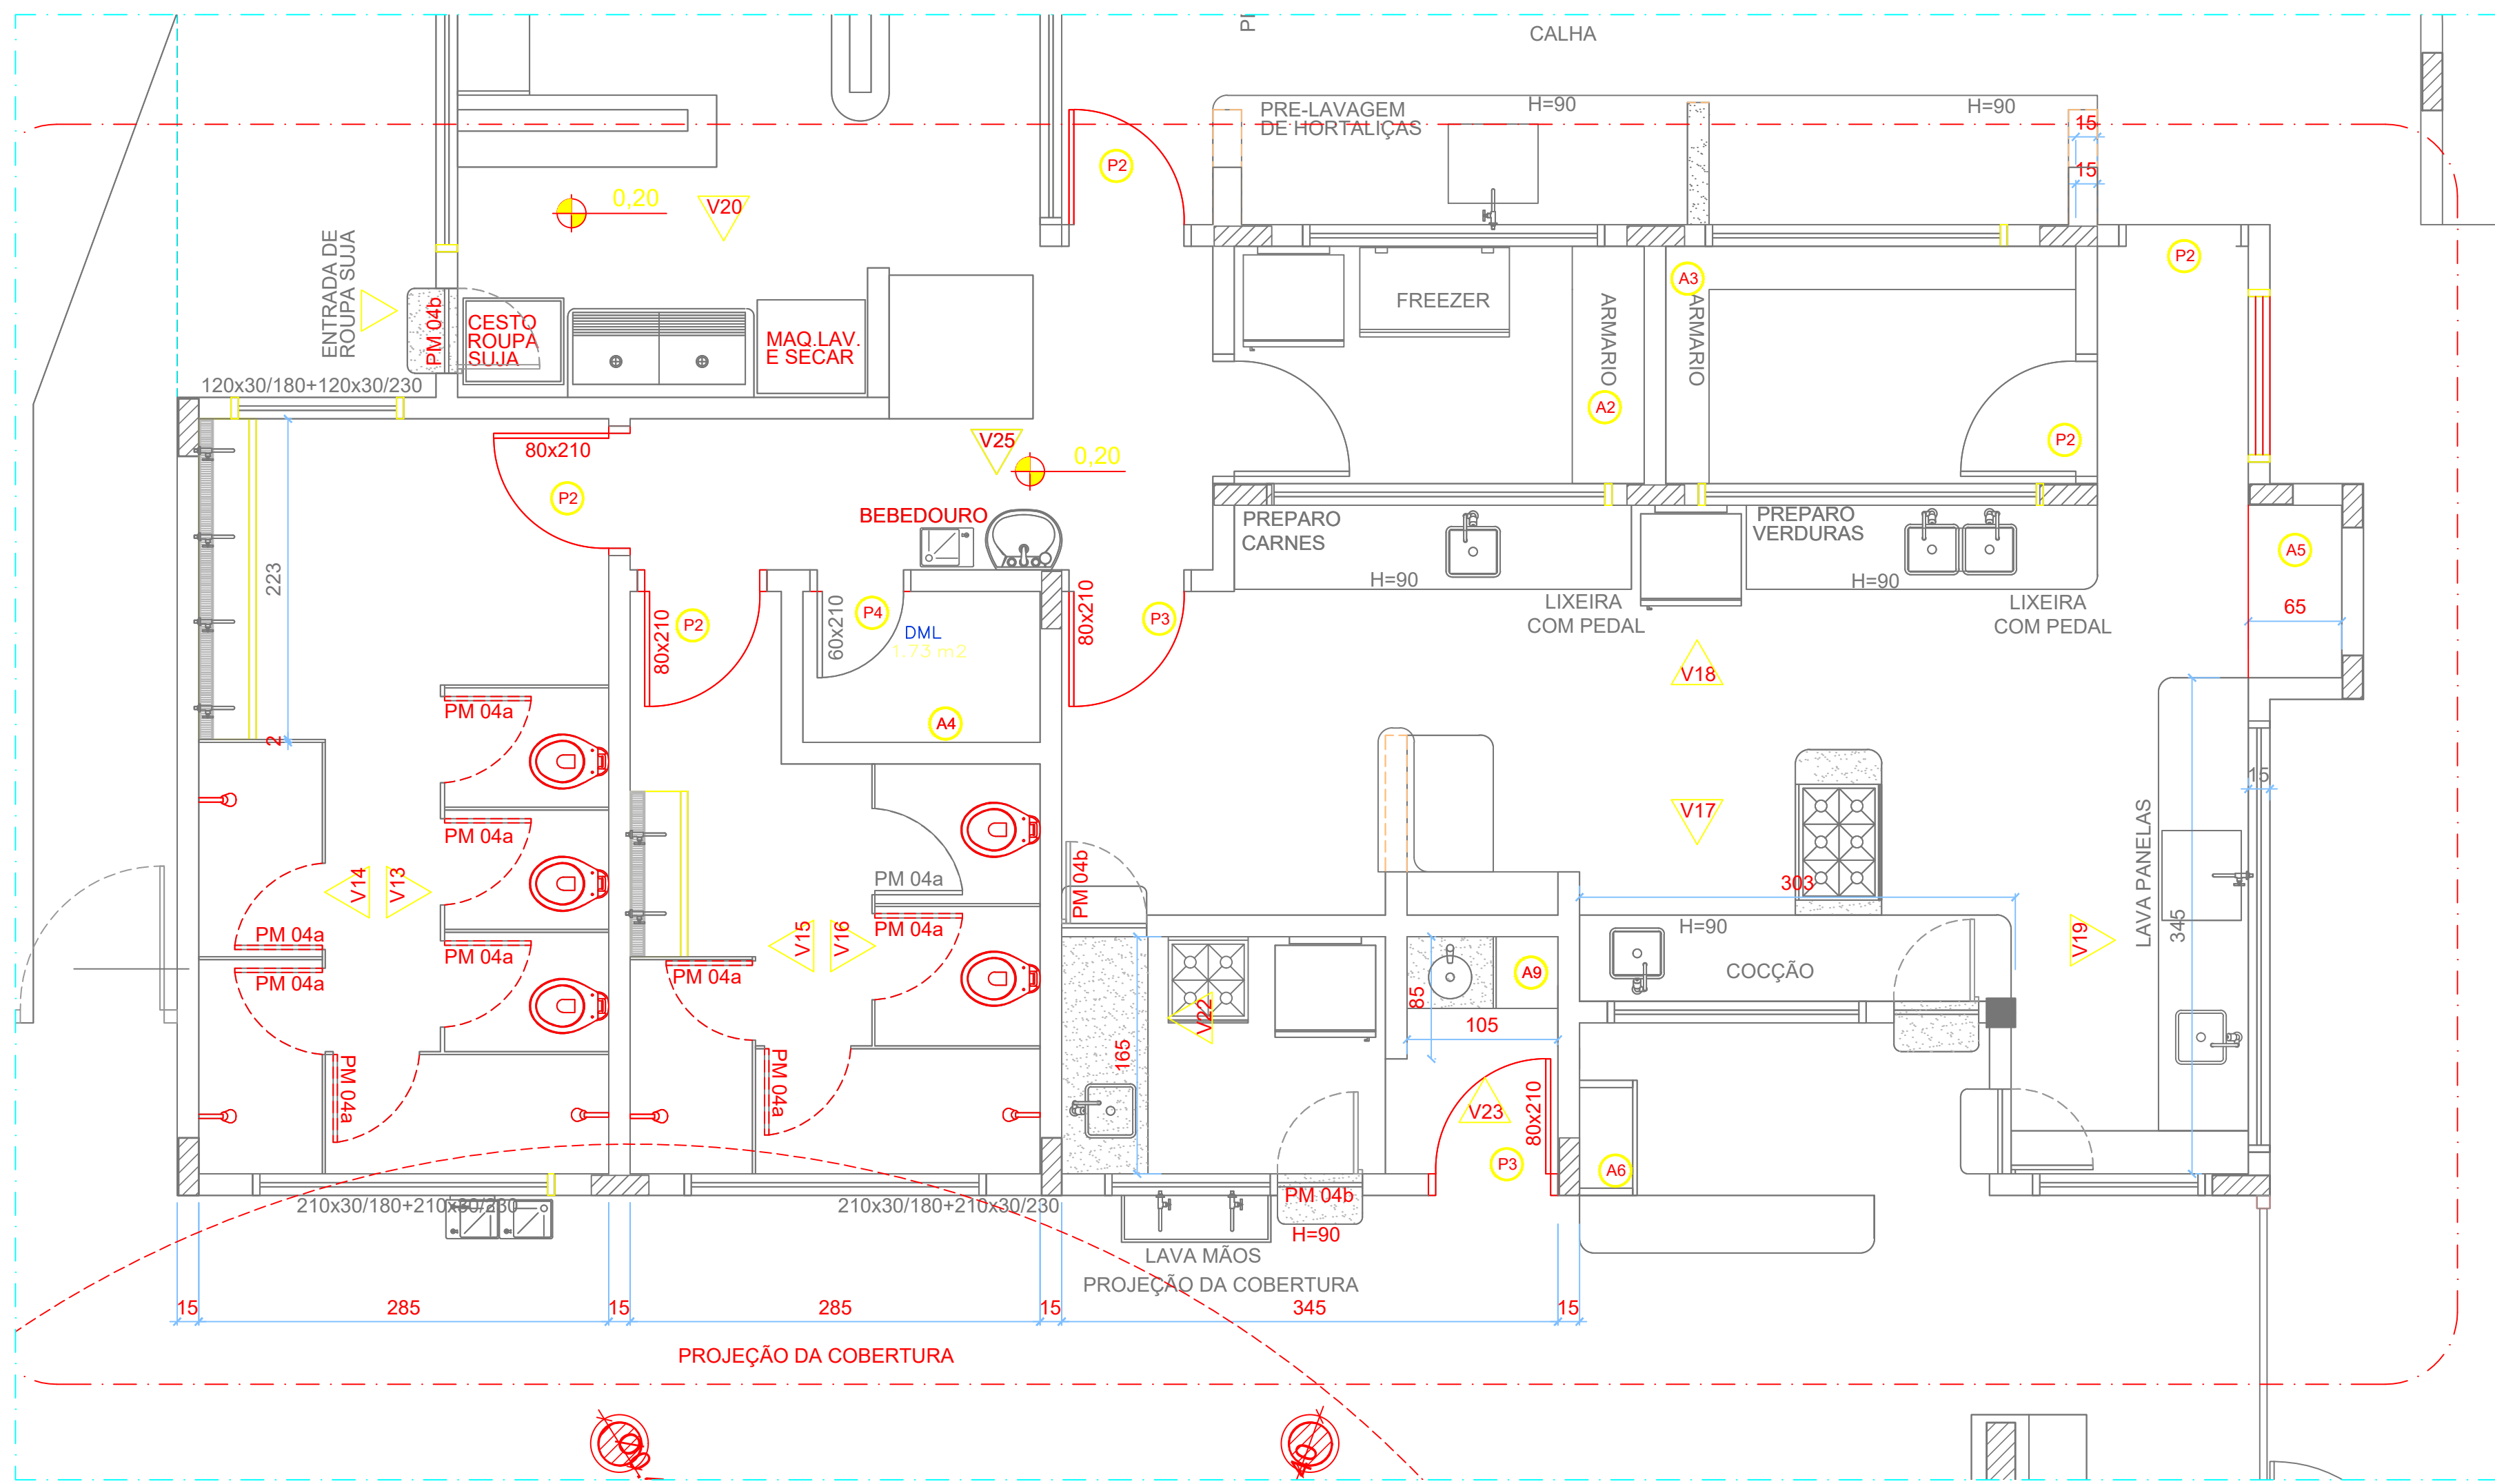 CALHA
PRE-LAVAGEM
DE HORTALIÇAS
H=90
H=90
15
15
P2
0,20
V20
ENTRADA DE
ROUPA SUJA
PM 04b
CESTO
ROUPA
SUJA
MAQ.LAV.
E SECAR
120x30/180+120x30/230
FREEZER
ARMARIO
A2
A3
ARMARIO
P2
P2
80x210
P2
V25
0,20
BEBEDOURO
PREPARO
CARNES
H=90
PREPARO
VERDURAS
H=90
LIXEIRA
COM PEDAL
LIXEIRA
COM PEDAL
A5
65
223
2
80x210
P2
60x210
P4
DML
1.73 m2
A4
80x210
P3
V18
V17
PM 04a
PM 04a
PM 04a
PM 04a
PM 04a
PM 04a
V14
V13
PM 04a
PM 04a
PM 04a
PM 04a
V15
V16
PM 04b
15
LAVA PANELAS
345
303
H=90
COCÇÃO
V19
A9
85
105
165
V22
V23
80x210
P3
A6
PM 04b
H=90
210x30/180+210x30/230
210x30/180+210x30/230
LAVA MÃOS
PROJEÇÃO DA COBERTURA
15
285
15
285
15
345
15
PROJEÇÃO DA COBERTURA